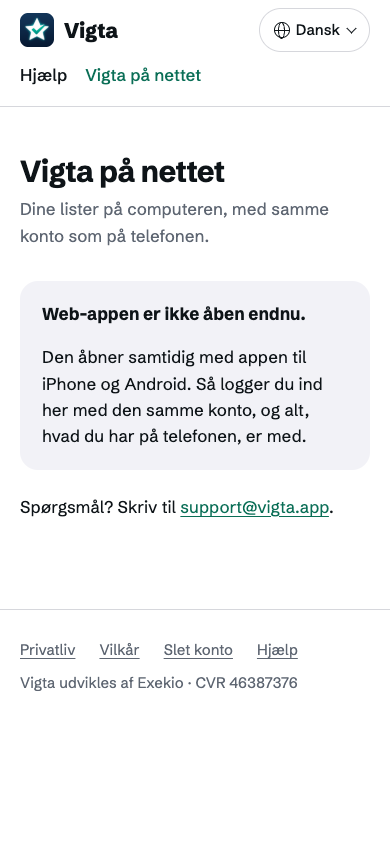 Vigta
Dansk
Hjælp
Vigta på nettet
Vigta på nettet
Dine lister på computeren, med samme
konto som på telefonen.
Web-appen er ikke åben endnu.
Den åbner samtidig med appen til
iPhone og Android. Så logger du ind
her med den samme konto, og alt,
hvad du har på telefonen, er med.
Spørgsmål? Skriv til support@vigta.app.
Privatliv
Vilkår
Slet konto
Hjælp
Vigta udvikles af Exekio · CVR 46387376